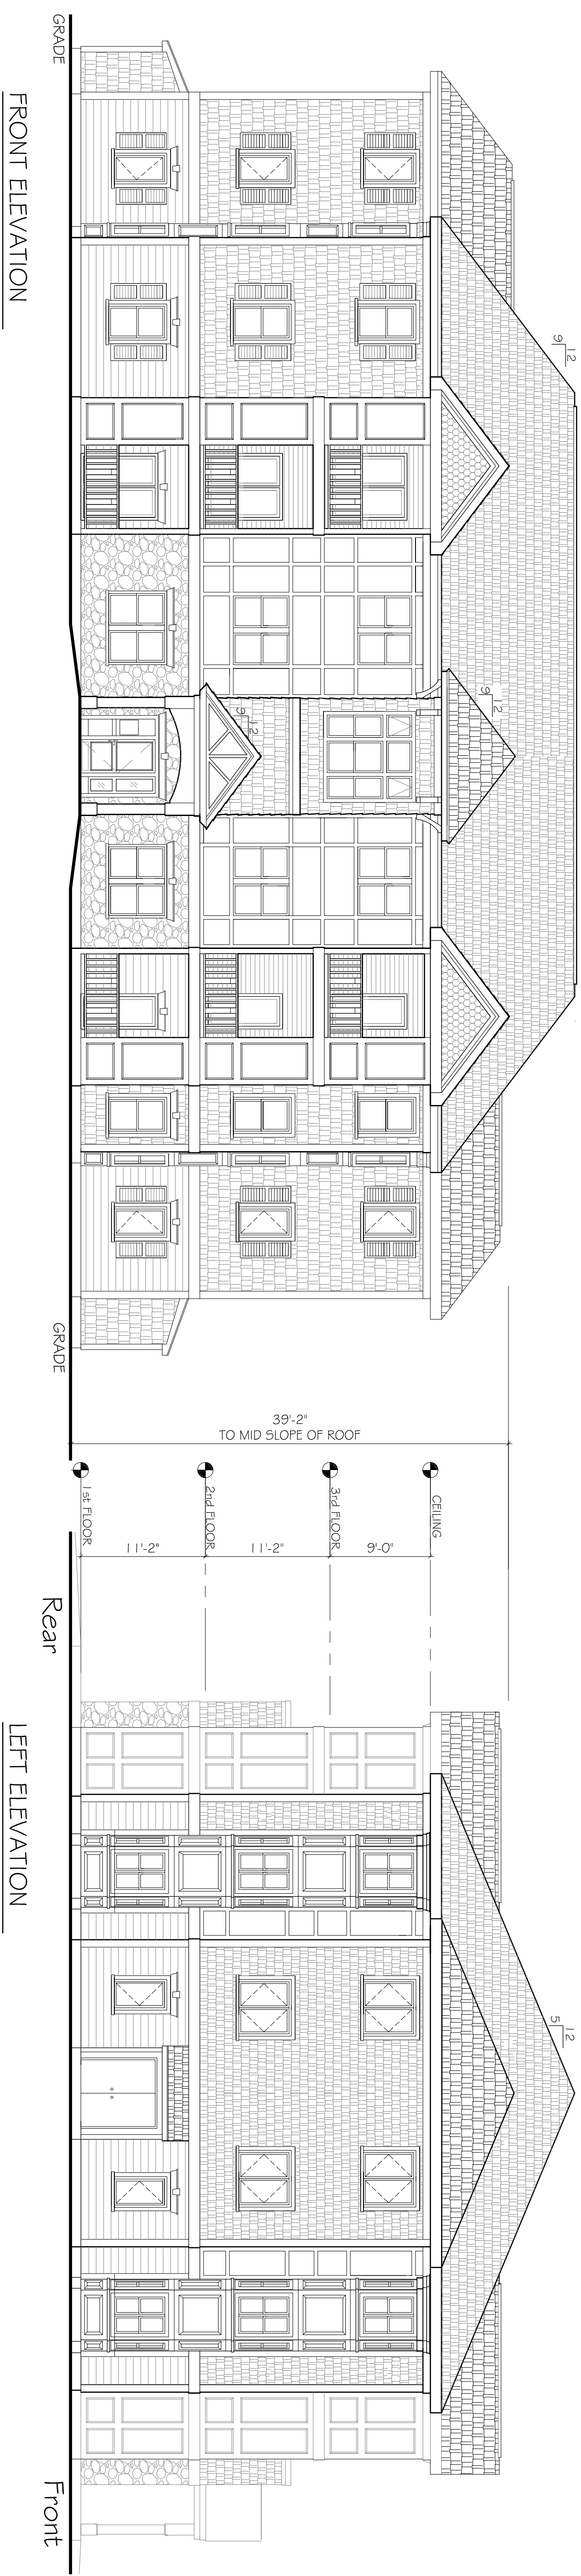 12
9
12
9
12
9
GRADE
GRADE
FRONT ELEVATION
39'-2"
TO MID SLOPE OF ROOF
CEILING
9'-0"
3rd FLOOR
11'-2"
2nd FLOOR
11'-2"
1st FLOOR
12
5
Rear
Front
LEFT ELEVATION